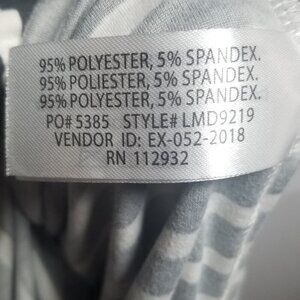 95% POLYESTER, 5% SPANDEX.
95% POLIESTER, 5% SPANDEX.
95% POLYESTER, 5% SPANDEX.
PO# 5385 STYLE# LMD9219
VENDOR ID: EX-052-2018
RN 112932